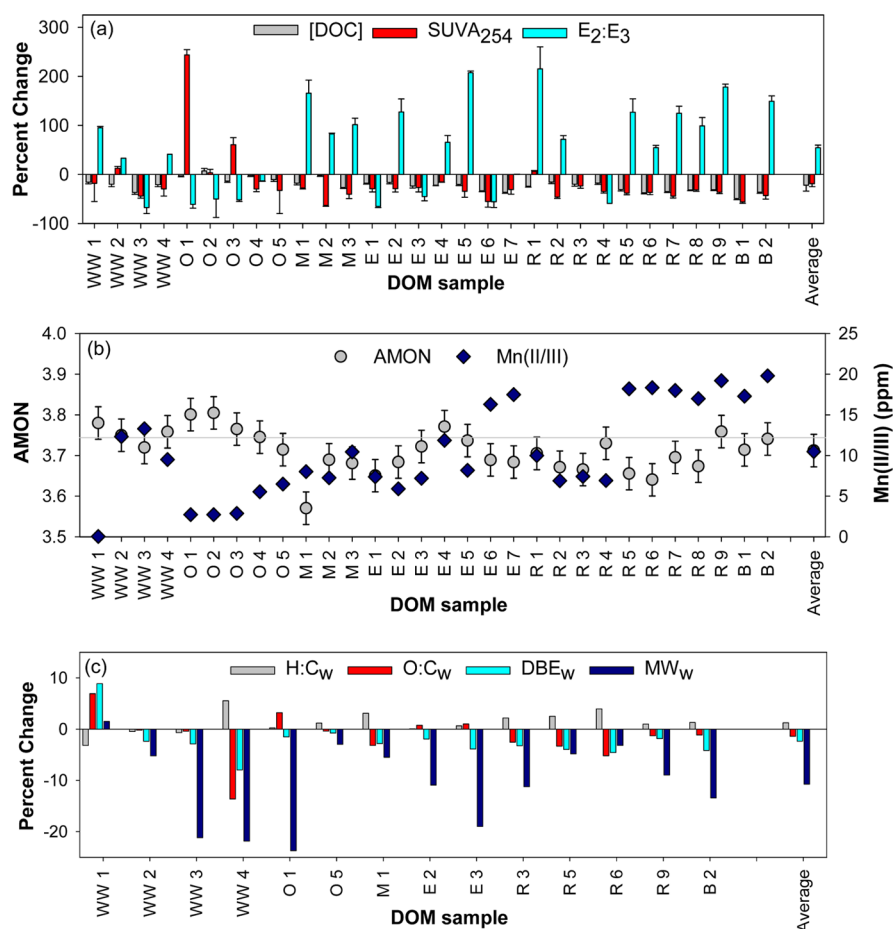 (a)
[DOC] SUVA254 E2:E3
Percent Change
300
200
100
0
-100
WW 1 WW 2 WW 3 WW 4 O 1 O 2 O 3 O 4 O 5 M 1 M 2 M 3 E 1 E 2 E 3 E 4 E 5 E 6 E 7 R 1 R 2 R 3 R 4 R 5 R 6 R 7 R 8 R 9 B 1 B 2 Average
DOM sample
(b)
AMON Mn(II/III)
AMON
4.0
3.9
3.8
3.7
3.6
3.5
Mn(II/III) (ppm)
25
20
15
10
5
0
WW 1 WW 2 WW 3 WW 4 O 1 O 2 O 3 O 4 O 5 M 1 M 2 M 3 E 1 E 2 E 3 E 4 E 5 E 6 E 7 R 1 R 2 R 3 R 4 R 5 R 6 R 7 R 8 R 9 B 1 B 2 Average
DOM sample
(c)
H:Cw O:Cw DBEw MWw
Percent Change
10
0
-10
-20
WW 1 WW 2 WW 3 WW 4 O 1 O 5 M 1 E 2 E 3 R 3 R 5 R 6 R 9 B 2 Average
DOM sample